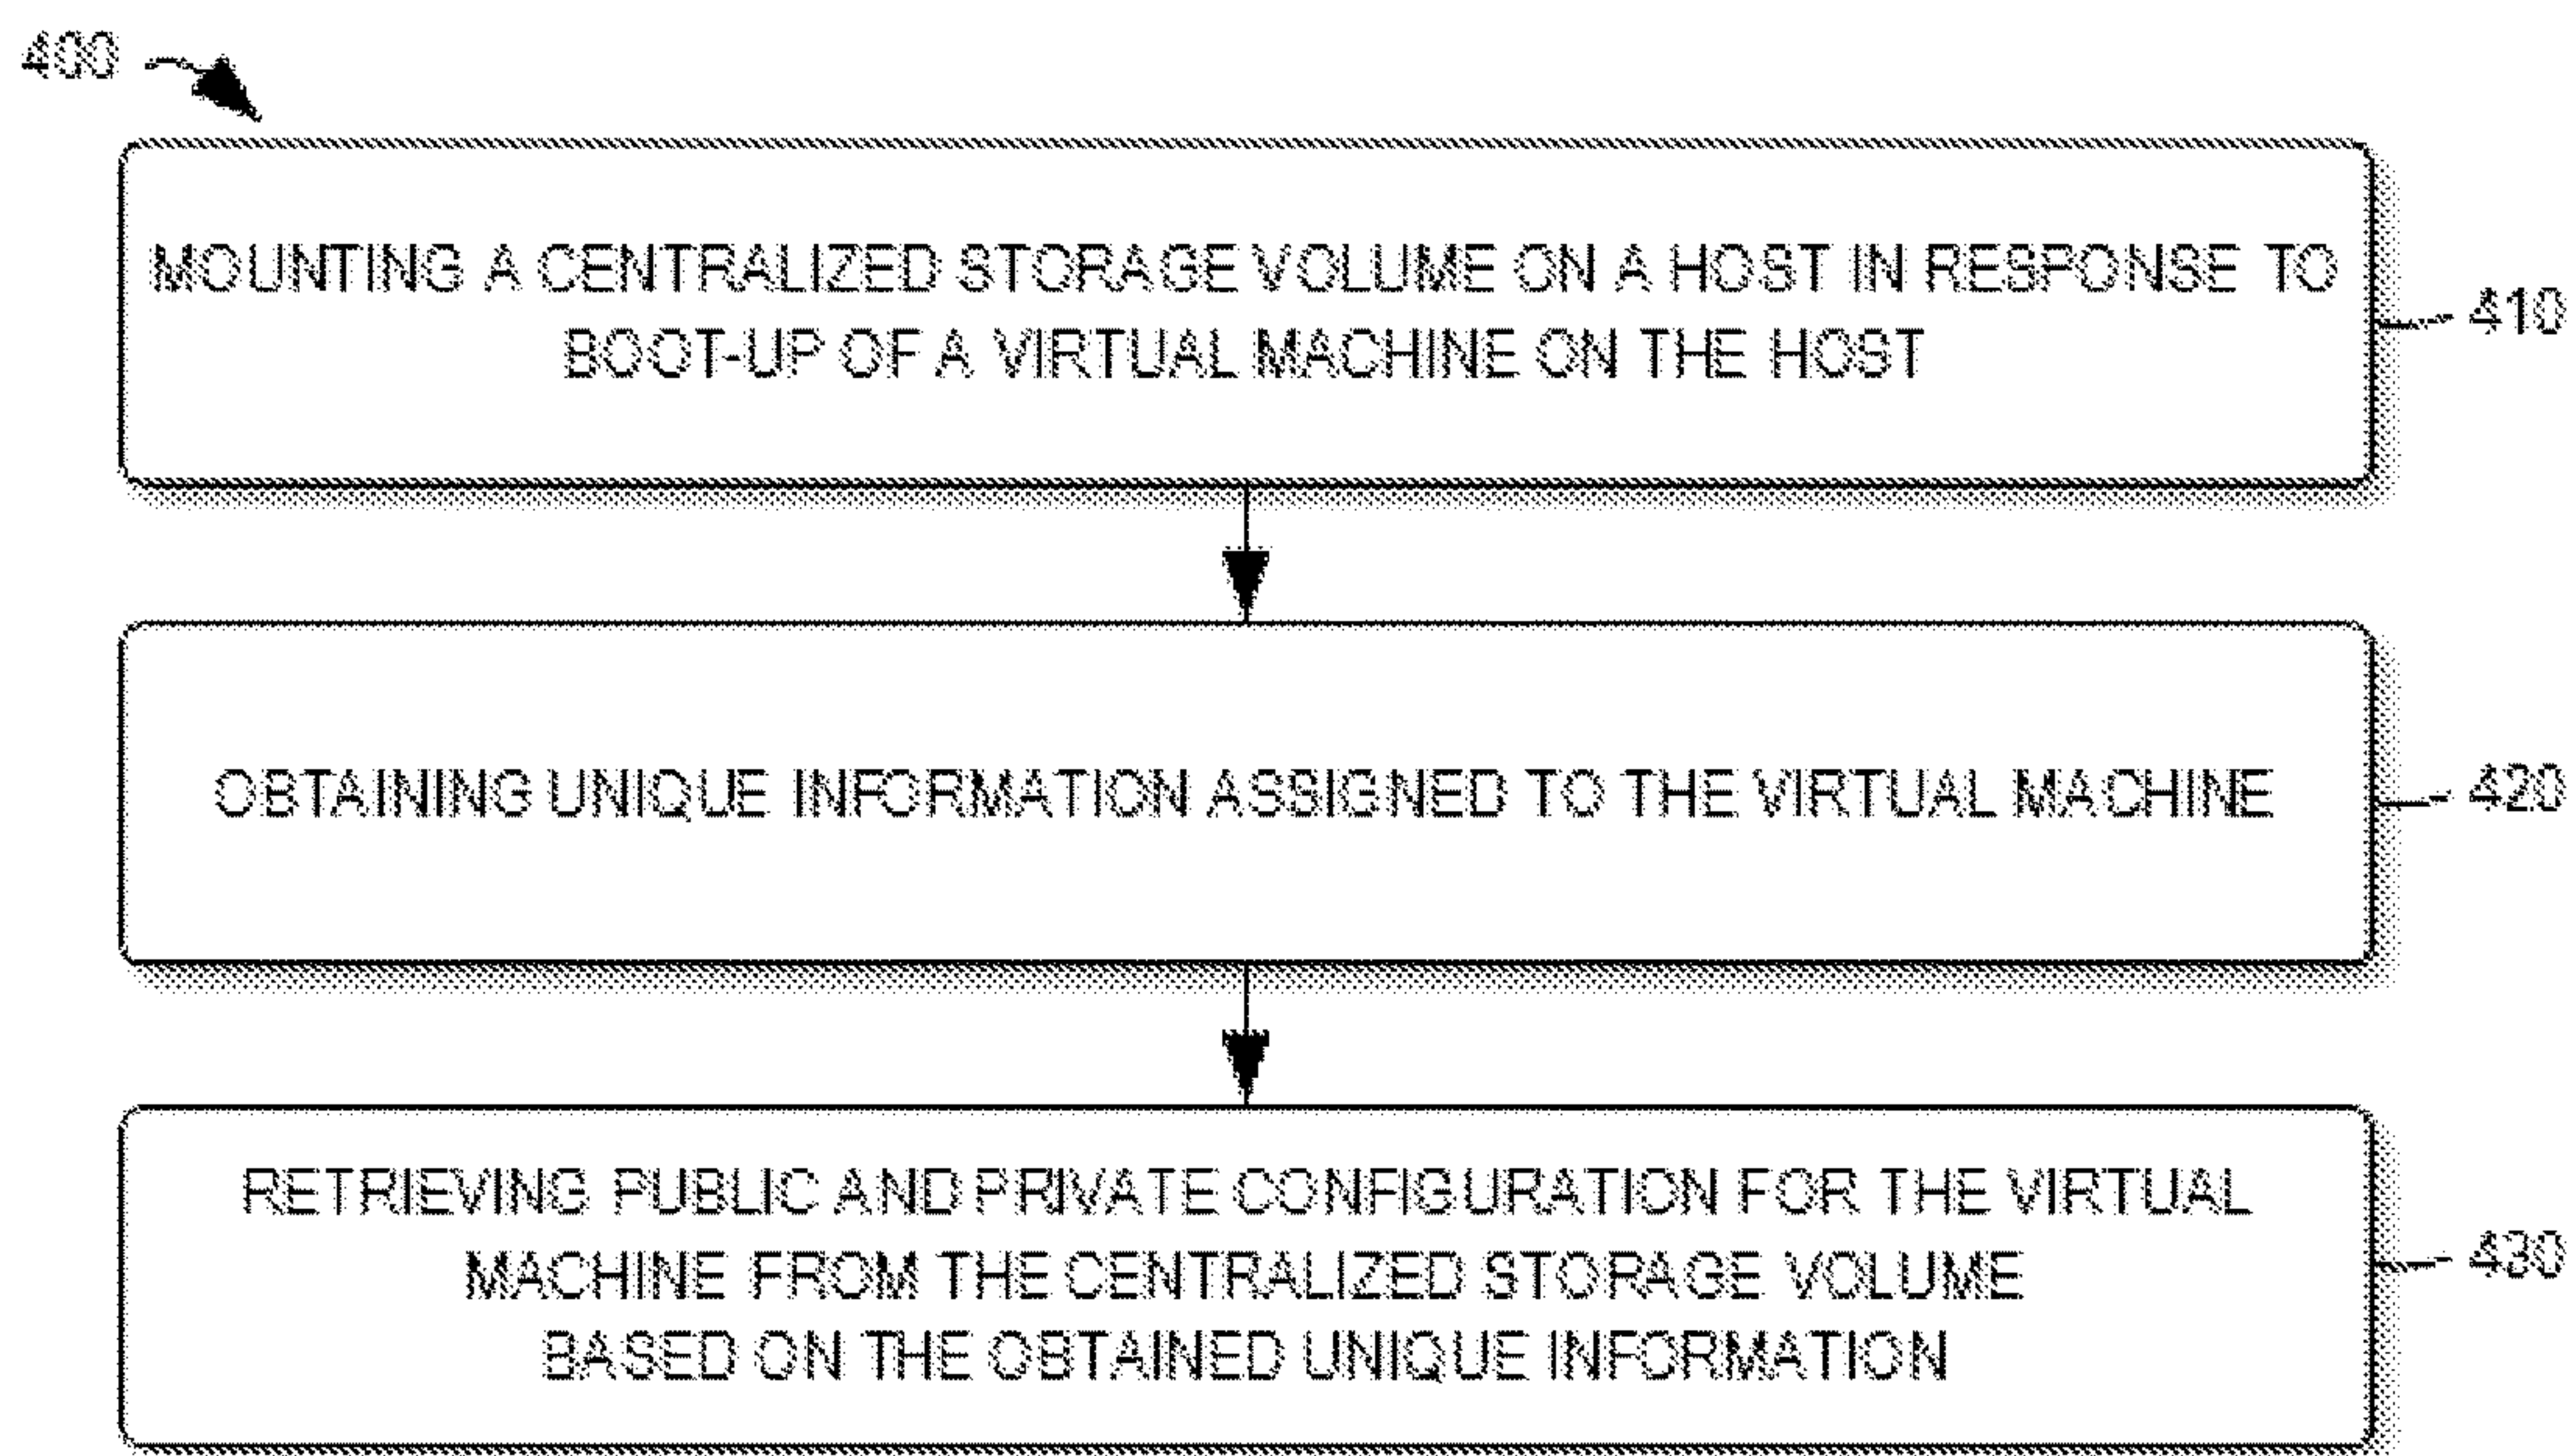 400
MOUNTING A CENTRALIZED STORAGE VOLUME ON A HOST IN RESPONSE TO
BOOT-UP OF A VIRTUAL MACHINE ON THE HOST
410
OBTAINING UNIQUE INFORMATION ASSIGNED TO THE VIRTUAL MACHINE
420
RETRIEVING PUBLIC AND PRIVATE CONFIGURATION FOR THE VIRTUAL
MACHINE FROM THE CENTRALIZED STORAGE VOLUME
BASED ON THE OBTAINED UNIQUE INFORMATION
430